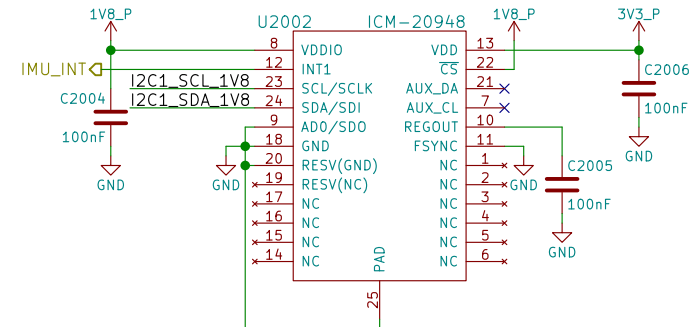 1V8_P
U2002 ICM-20948 1V8_P 3V3_P
8 VDDIO VDD 13
IMU_INT 12 INT1 CS 22
I2C1_SCL_1V8 23 SCL/SCLK AUX_DA 21
C2006
C2004 I2C1_SDA_1V8 24 SDA/SDI AUX_CL 7
100nF
9 AD0/SDO REGOUT 10
100nF
18 GND FSYNC 11
GND
20 RESV(GND) NC 1
C2005
GND GND 19 RESV(NC) NC 2 GND
17 NC NC 3
100nF
16 NC NC 4
15 NC NC 5
GND
14 NC NC 6
PAD
25